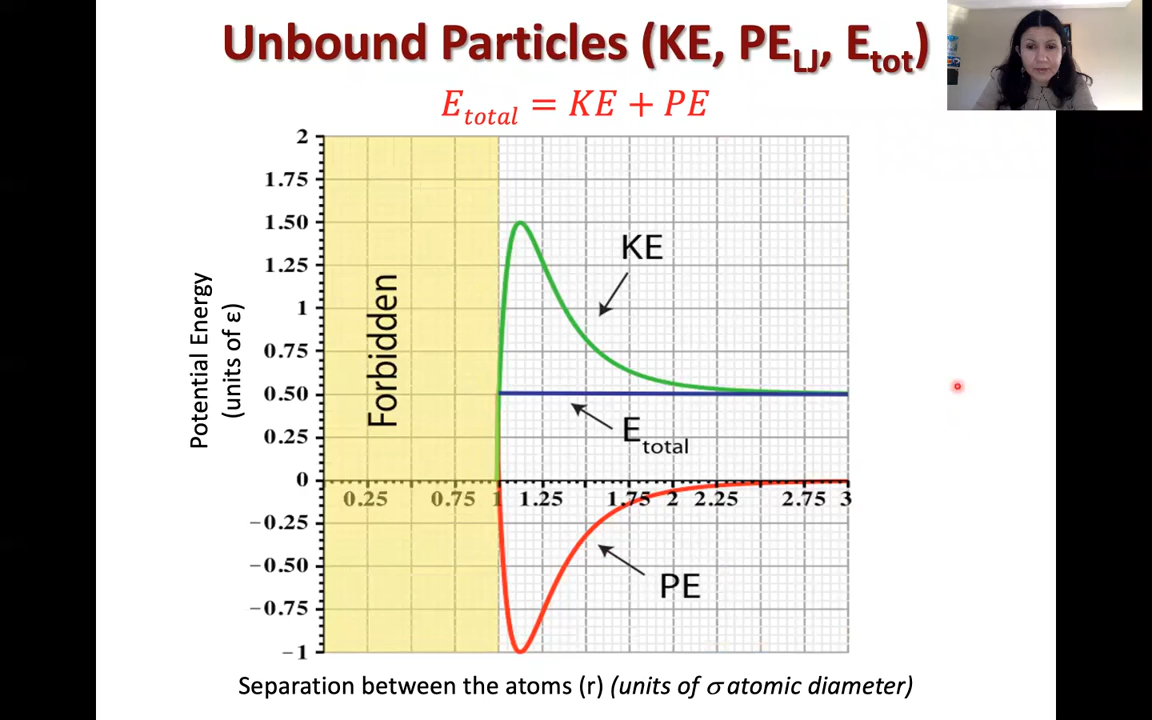 Unbound Particles (KE, PE_LJ, E_tot)
E_total = KE + PE
2
1.75
1.50
1.25
1
0.75
0.50
0.25
0
−0.25
−0.50
−0.75
−1
Potential Energy
(units of ε)
Forbidden
KE
E_total
PE
0.25 0.75 1 1.25 1.75 2 2.25 2.75 3
Separation between the atoms (r) (units of σ atomic diameter)